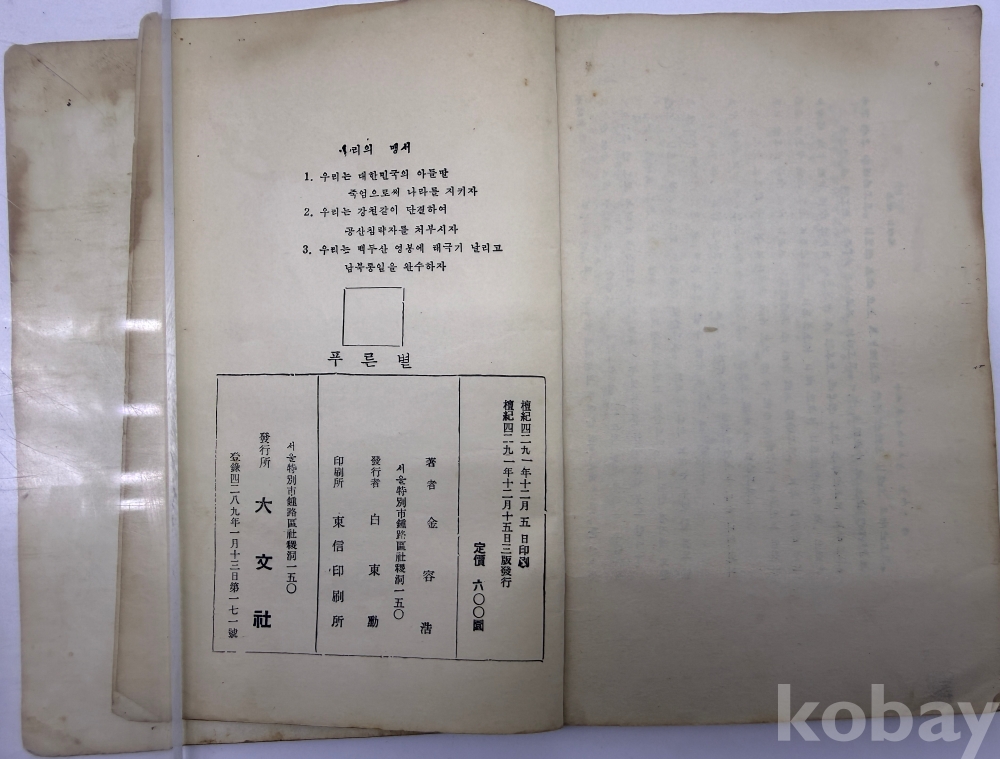 우리의 맹서
1. 우리는 대한민국의 아들딸
죽엄으로써 나라를 지키자
2. 우리는 강철같이 단결하여
공산침략자를 처부시자
3. 우리는 백두산 영봉에 태극기 날리고
남북통일을 완수하자
푸른별
檀紀四二九一年十二月 五 日印刷
檀紀四二九一年十二月十五日三版發行
定價 六〇〇圜
著者 金容浩
서울特別市鍾路區社稷洞一五〇
發行者 白東勳
印刷所 東信印刷所
서울特別市鍾路區社稷洞一五〇
發行所 大文社
登錄四二八九年一月十三日第一七一號
kobay